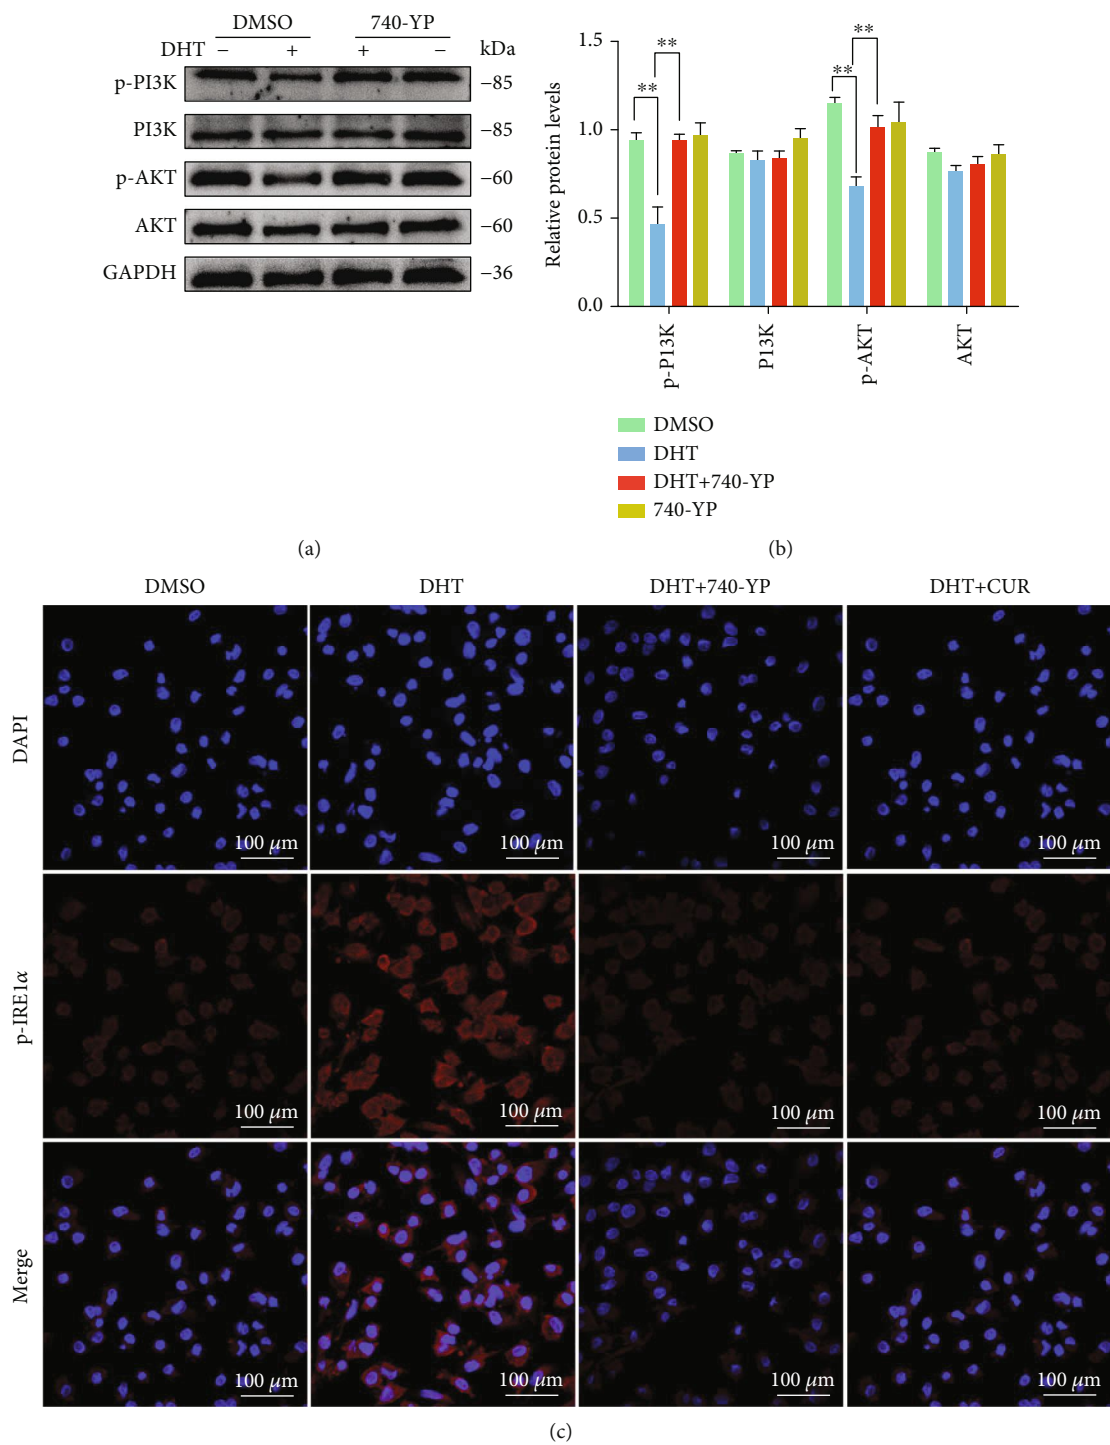 DMSO 740-YP
DHT − + + − kDa
p-PI3K −85
PI3K −85
p-AKT −60
AKT −60
GAPDH −36
(a)
Relative protein levels
1.5
1.0
0.5
0.0
** ** ** **
p-P13K P13K p-AKT AKT
DMSO
DHT
DHT+740-YP
740-YP
(b)
DMSO DHT DHT+740-YP DHT+CUR
DAPI
100 μm 100 μm 100 μm 100 μm
p-IRE1α
100 μm 100 μm 100 μm 100 μm
Merge
100 μm 100 μm 100 μm 100 μm
(c)